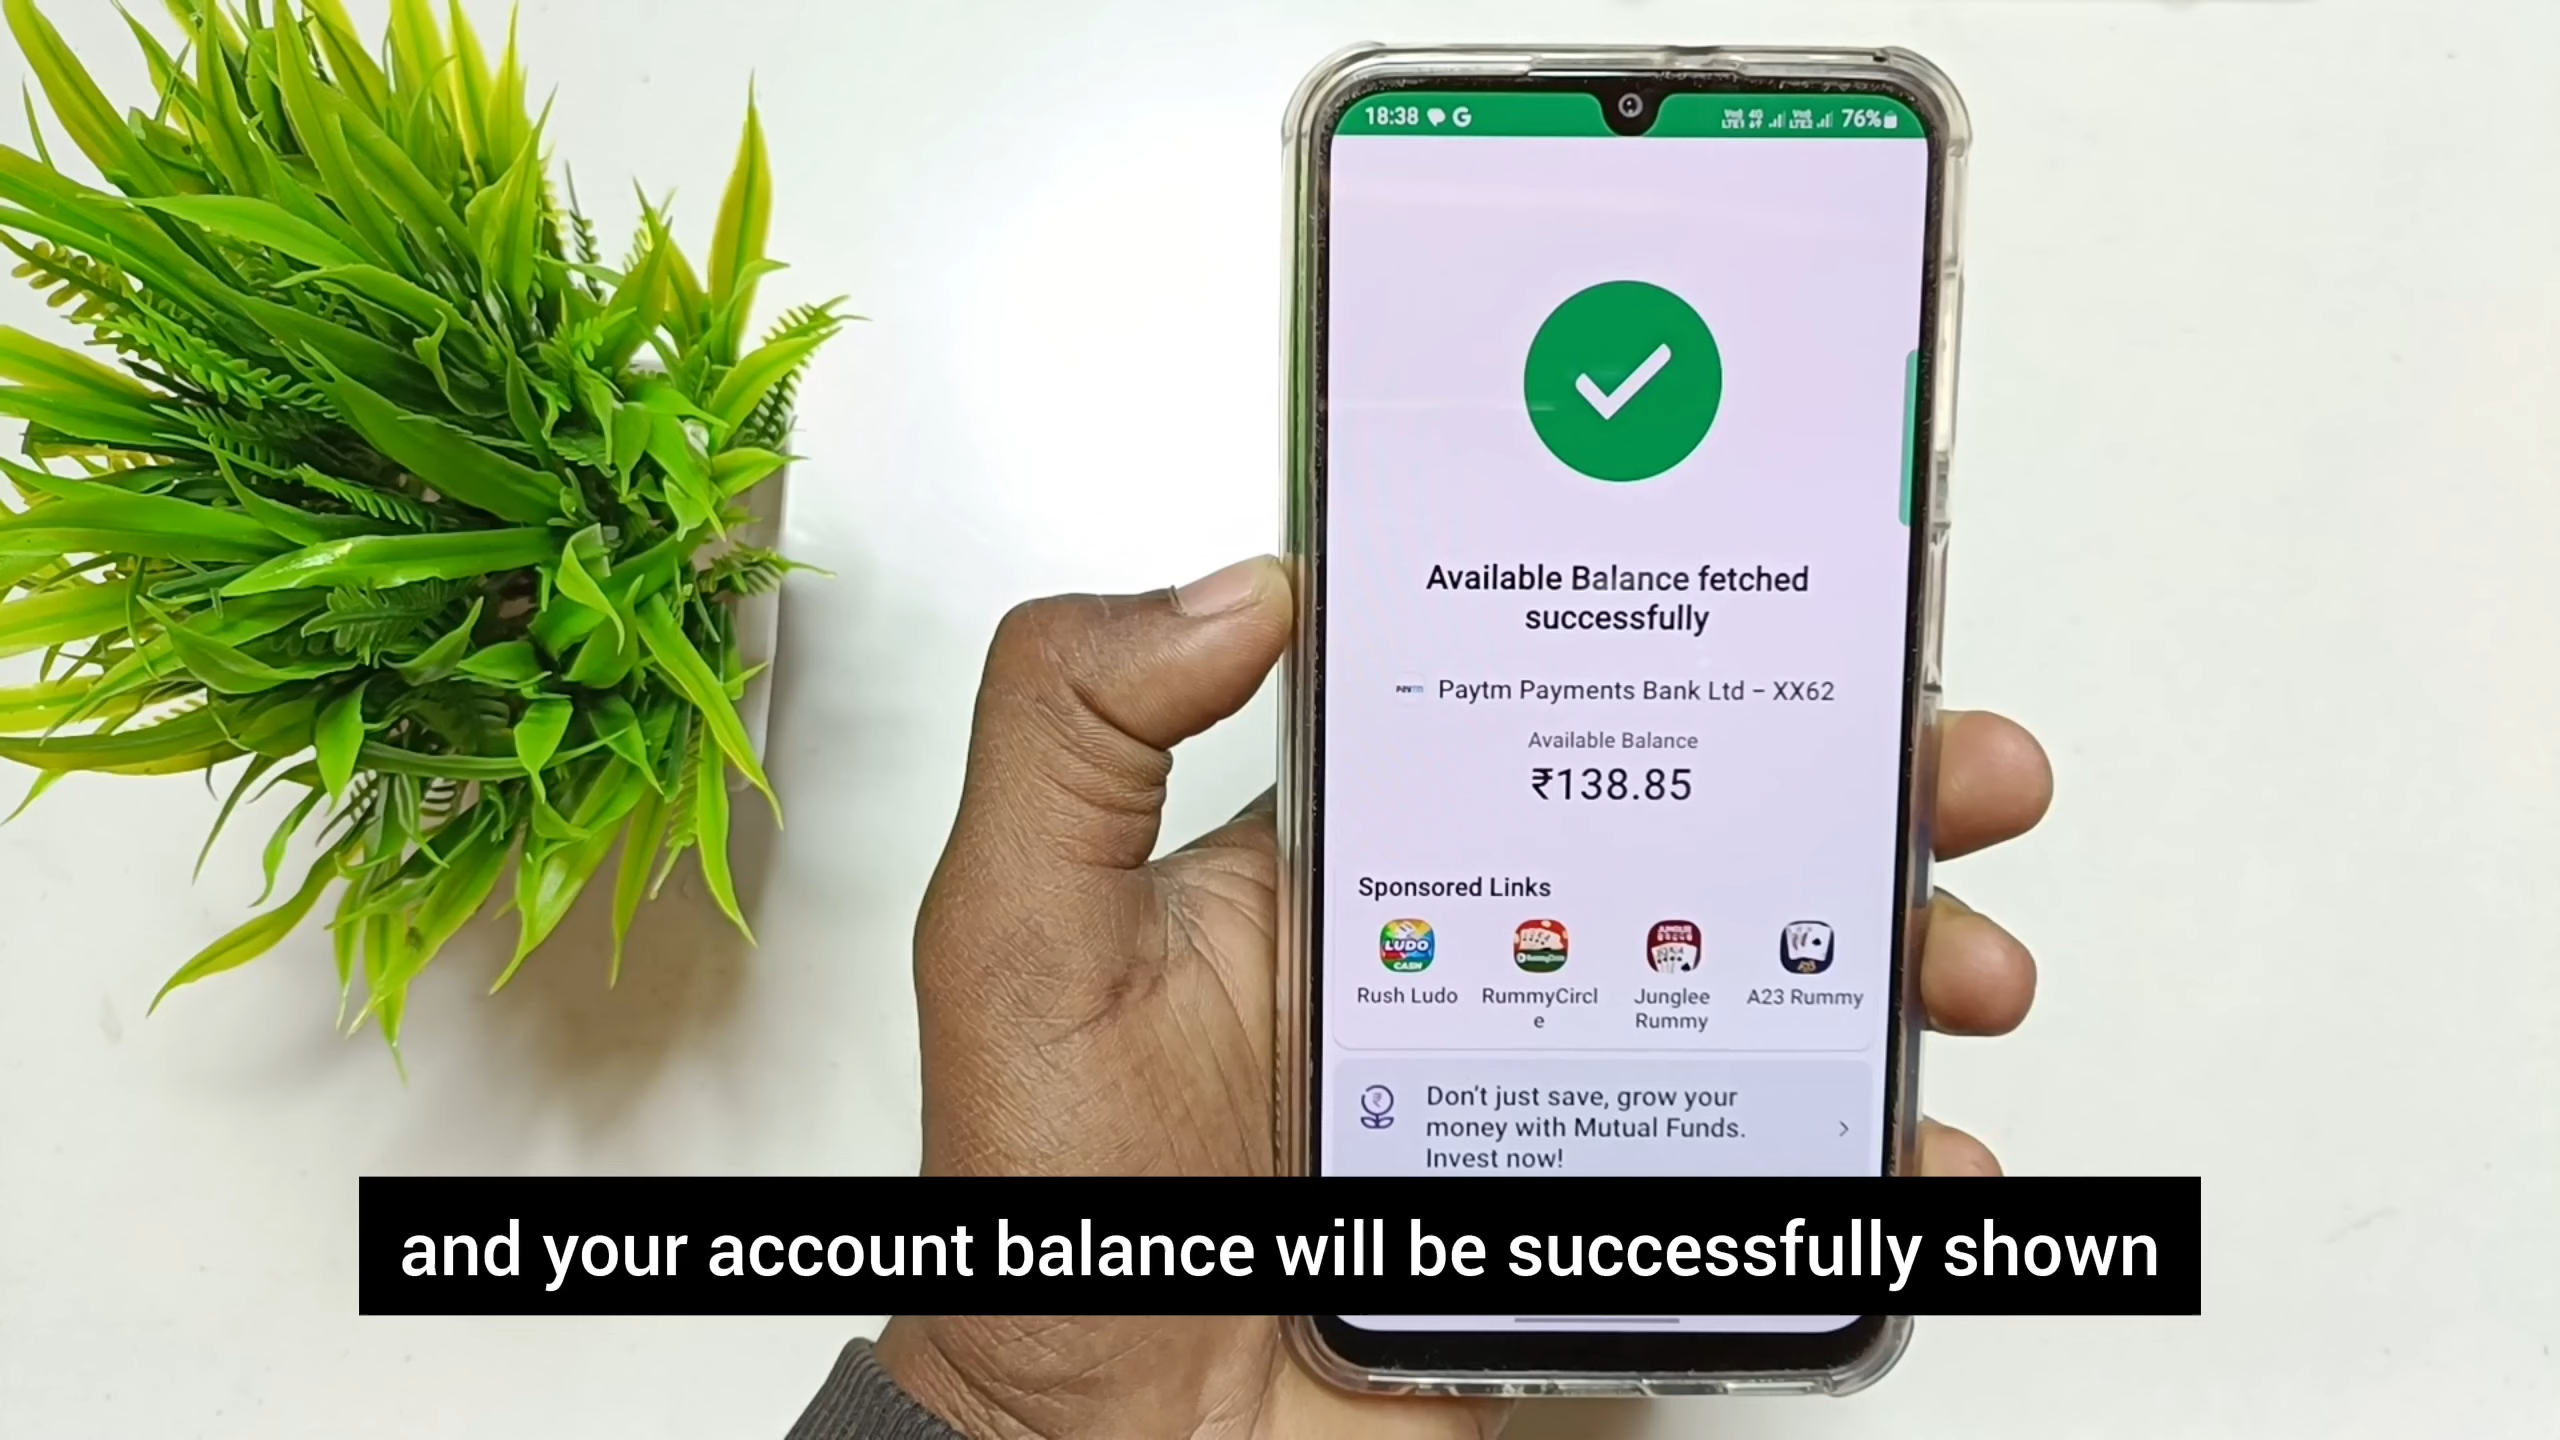 18:38
76%
Available Balance fetched
successfully
Paytm Payments Bank Ltd – XX62
Available Balance
₹138.85
Sponsored Links
LUDO
CASH
Rush Ludo
RummyCircl
e
Junglee
Rummy
A23 Rummy
Don't just save, grow your
money with Mutual Funds.
Invest now!
and your account balance will be successfully shown